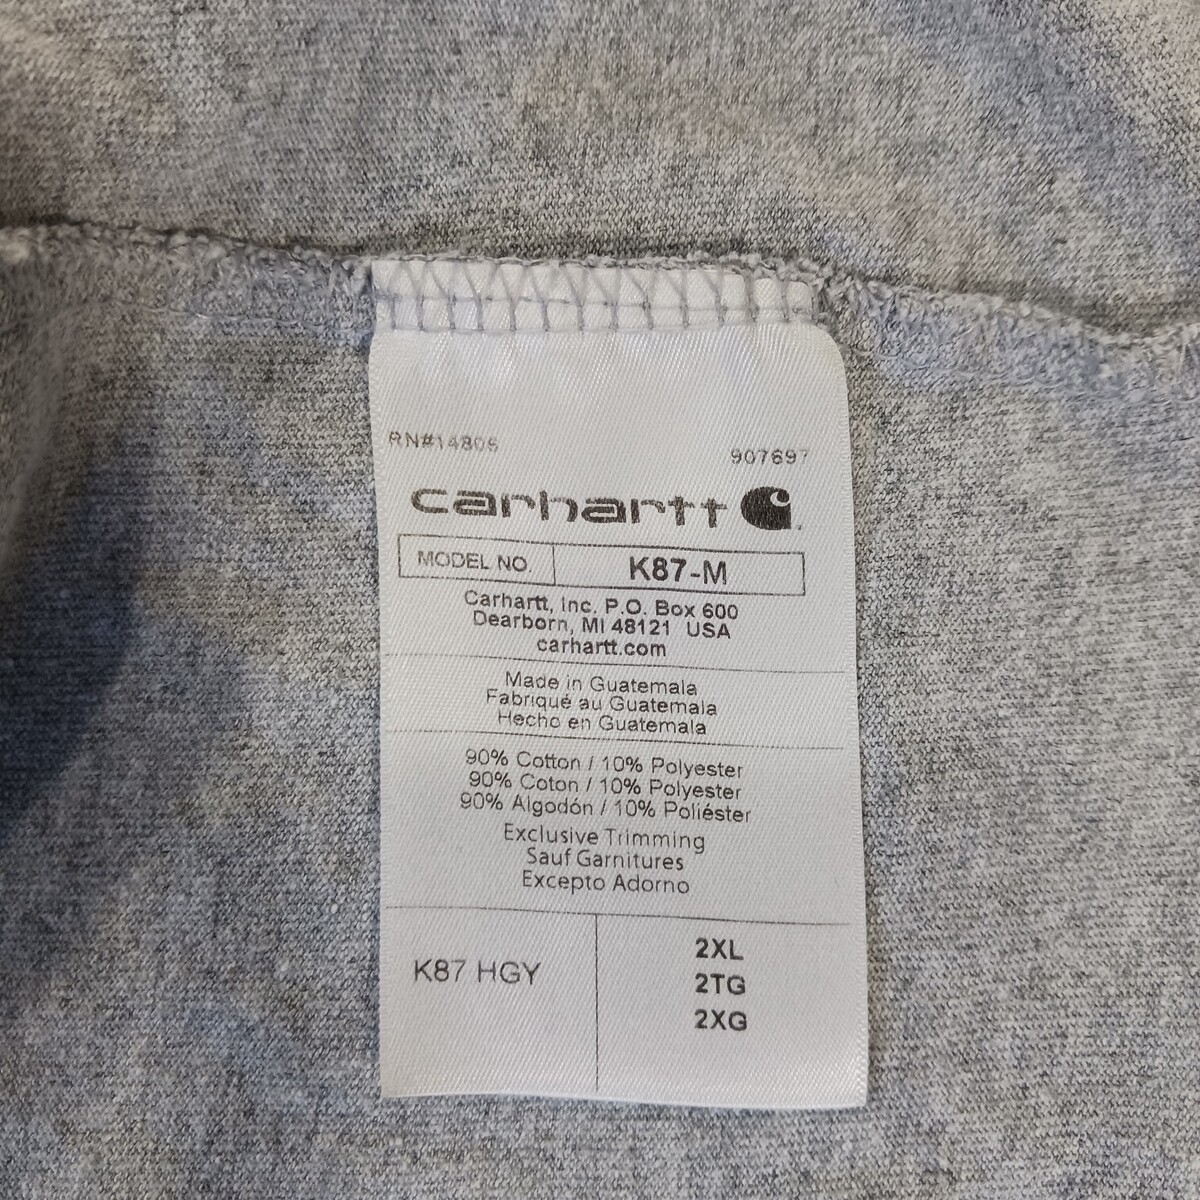 RN#14806
907697
carhartt
MODEL NO. K87-M
Carhartt, Inc. P.O. Box 600
Dearborn, MI 48121 USA
carhartt.com
Made in Guatemala
Fabriqué au Guatemala
Hecho en Guatemala
90% Cotton / 10% Polyester
90% Coton / 10% Polyester
90% Algodón / 10% Poliéster
Exclusive Trimming
Sauf Garnitures
Excepto Adorno
K87 HGY
2XL
2TG
2XG